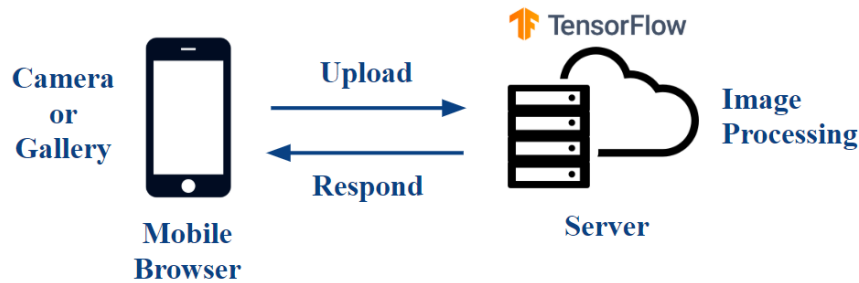 Camera
or
Gallery
Mobile
Browser
Upload
Respond
TensorFlow
Server
Image
Processing